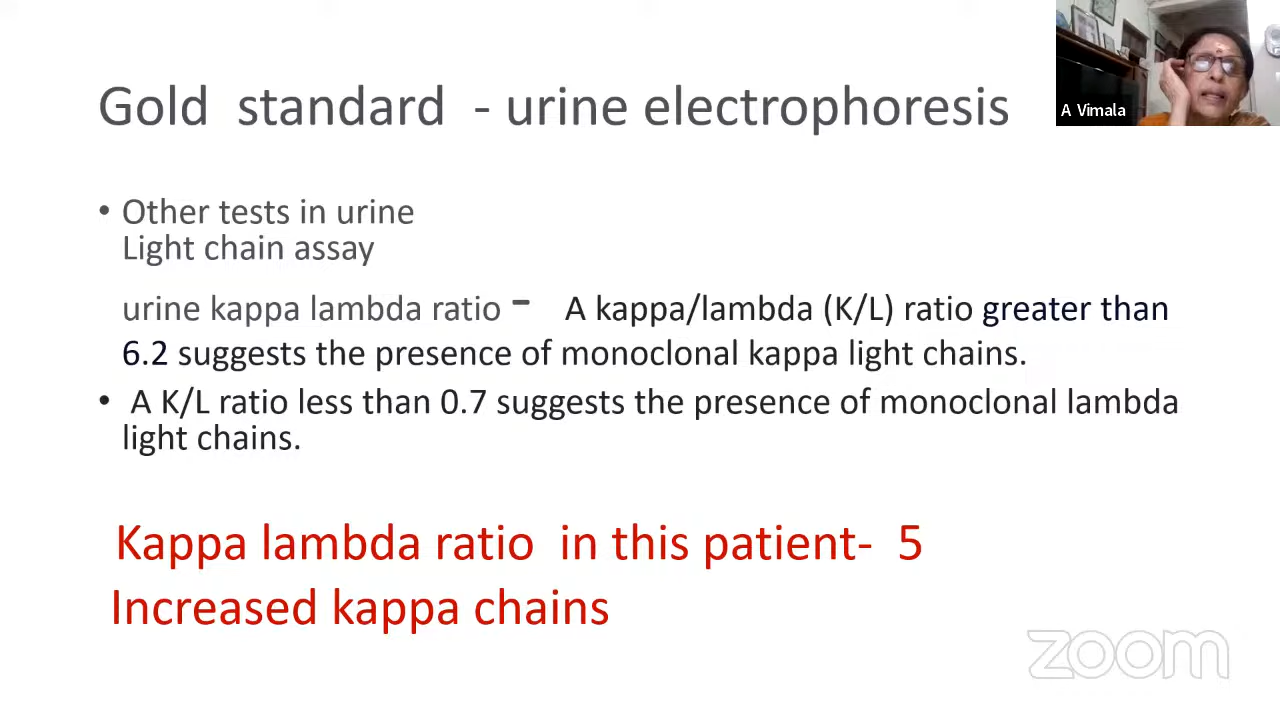 Gold standard - urine electrophoresis
A Vimala
• Other tests in urine
Light chain assay
urine kappa lambda ratio - A kappa/lambda (K/L) ratio greater than
6.2 suggests the presence of monoclonal kappa light chains.
• A K/L ratio less than 0.7 suggests the presence of monoclonal lambda
light chains.
Kappa lambda ratio in this patient- 5
Increased kappa chains
zoom